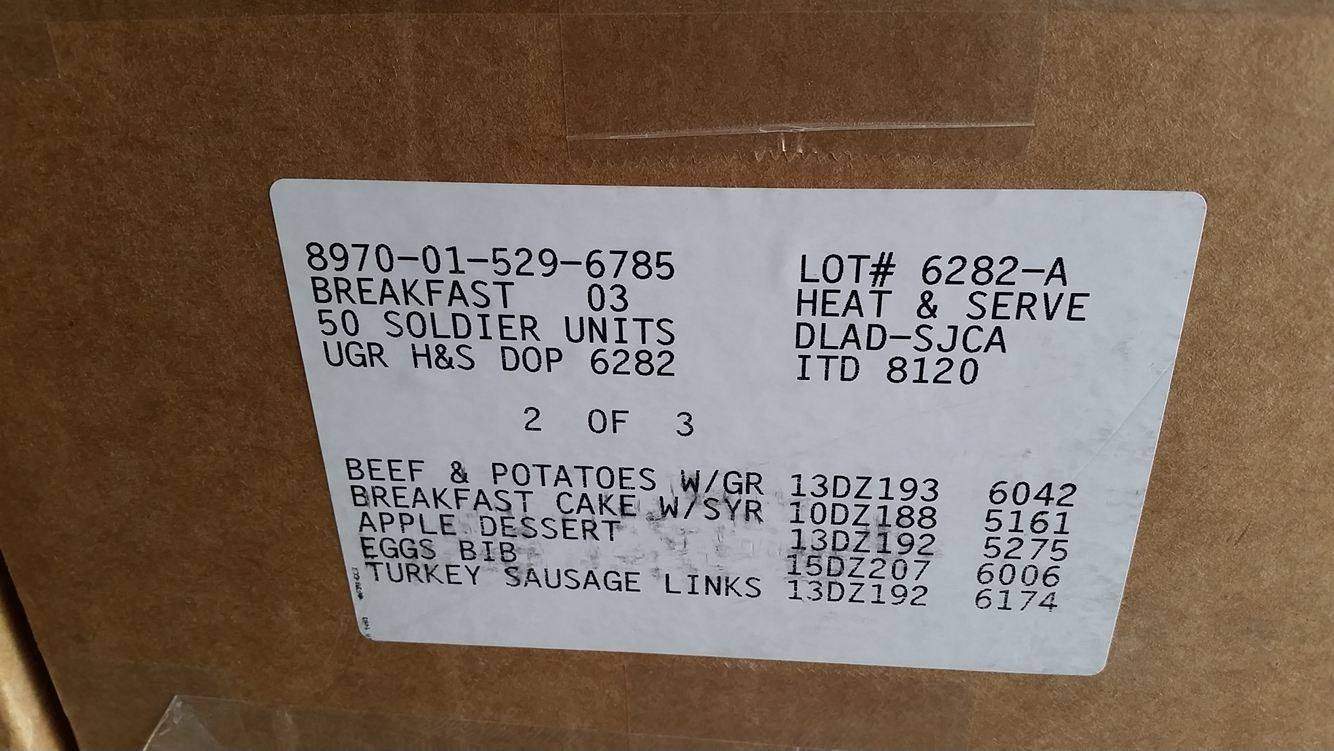 8970-01-529-6785 LOT# 6282-A
BREAKFAST 03 HEAT & SERVE
50 SOLDIER UNITS DLAD-SJCA
UGR H&S DOP 6282 ITD 8120
2 OF 3
BEEF & POTATOES W/GR 13DZ193 6042
BREAKFAST CAKE W/SYR 10DZ188 5161
APPLE DESSERT 13DZ192 5275
EGGS BIB 15DZ207 6006
TURKEY SAUSAGE LINKS 13DZ192 6174